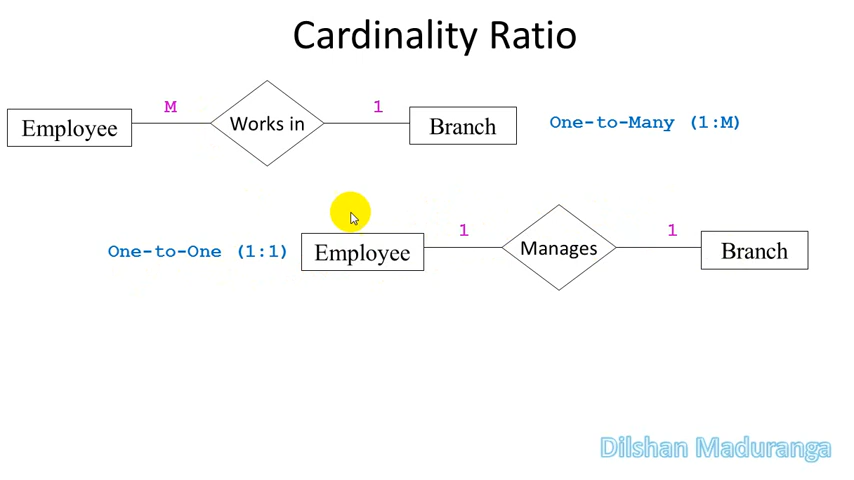 Cardinality Ratio
Employee M Works in 1 Branch One-to-Many (1:M)
One-to-One (1:1) Employee 1 Manages 1 Branch
Dilshan Maduranga